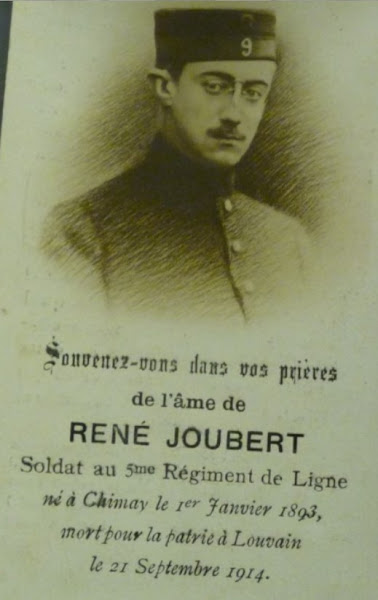 9
Souvenez-vous dans vos prières
de l'âme de
RENÉ JOUBERT
Soldat au 5me Régiment de Ligne
né à Chimay le 1er Janvier 1893,
mort pour la patrie à Louvain
le 21 Septembre 1914.